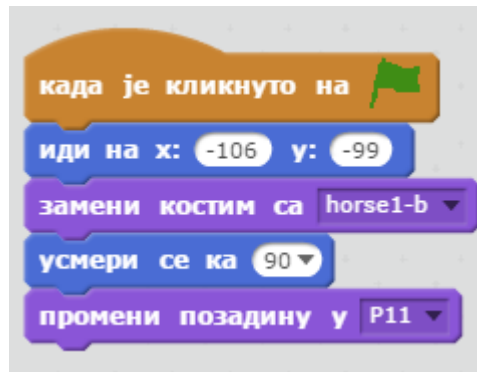 када је кликнуто на
иди на x: -106 y: -99
замени костим са horse1-b
усмери се ка 90
промени позадину у P11